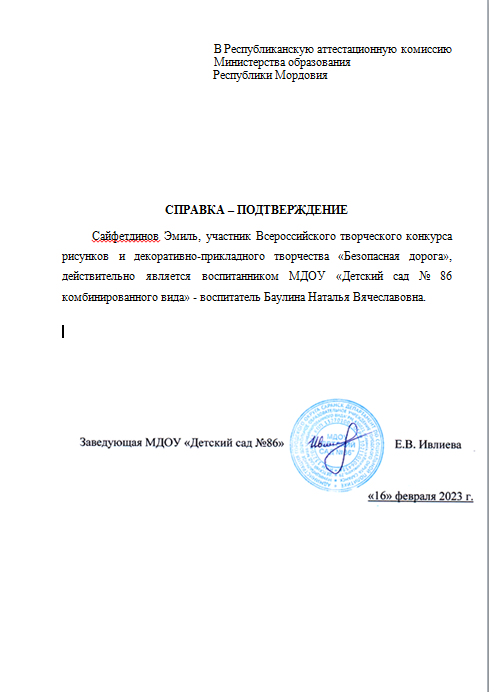 В Республиканскую аттестационную комиссию
Министерства образования
Республики Мордовия
СПРАВКА – ПОДТВЕРЖДЕНИЕ
Сайфетдинов Эмиль, участник Всероссийского творческого конкурса
рисунков и декоративно-прикладного творчества «Безопасная дорога»,
действительно является воспитанником МДОУ «Детский сад № 86
комбинированного вида» - воспитатель Баулина Наталья Вячеславовна.
Заведующая МДОУ «Детский сад №86»
Е.В. Ивлиева
«16» февраля 2023 г.